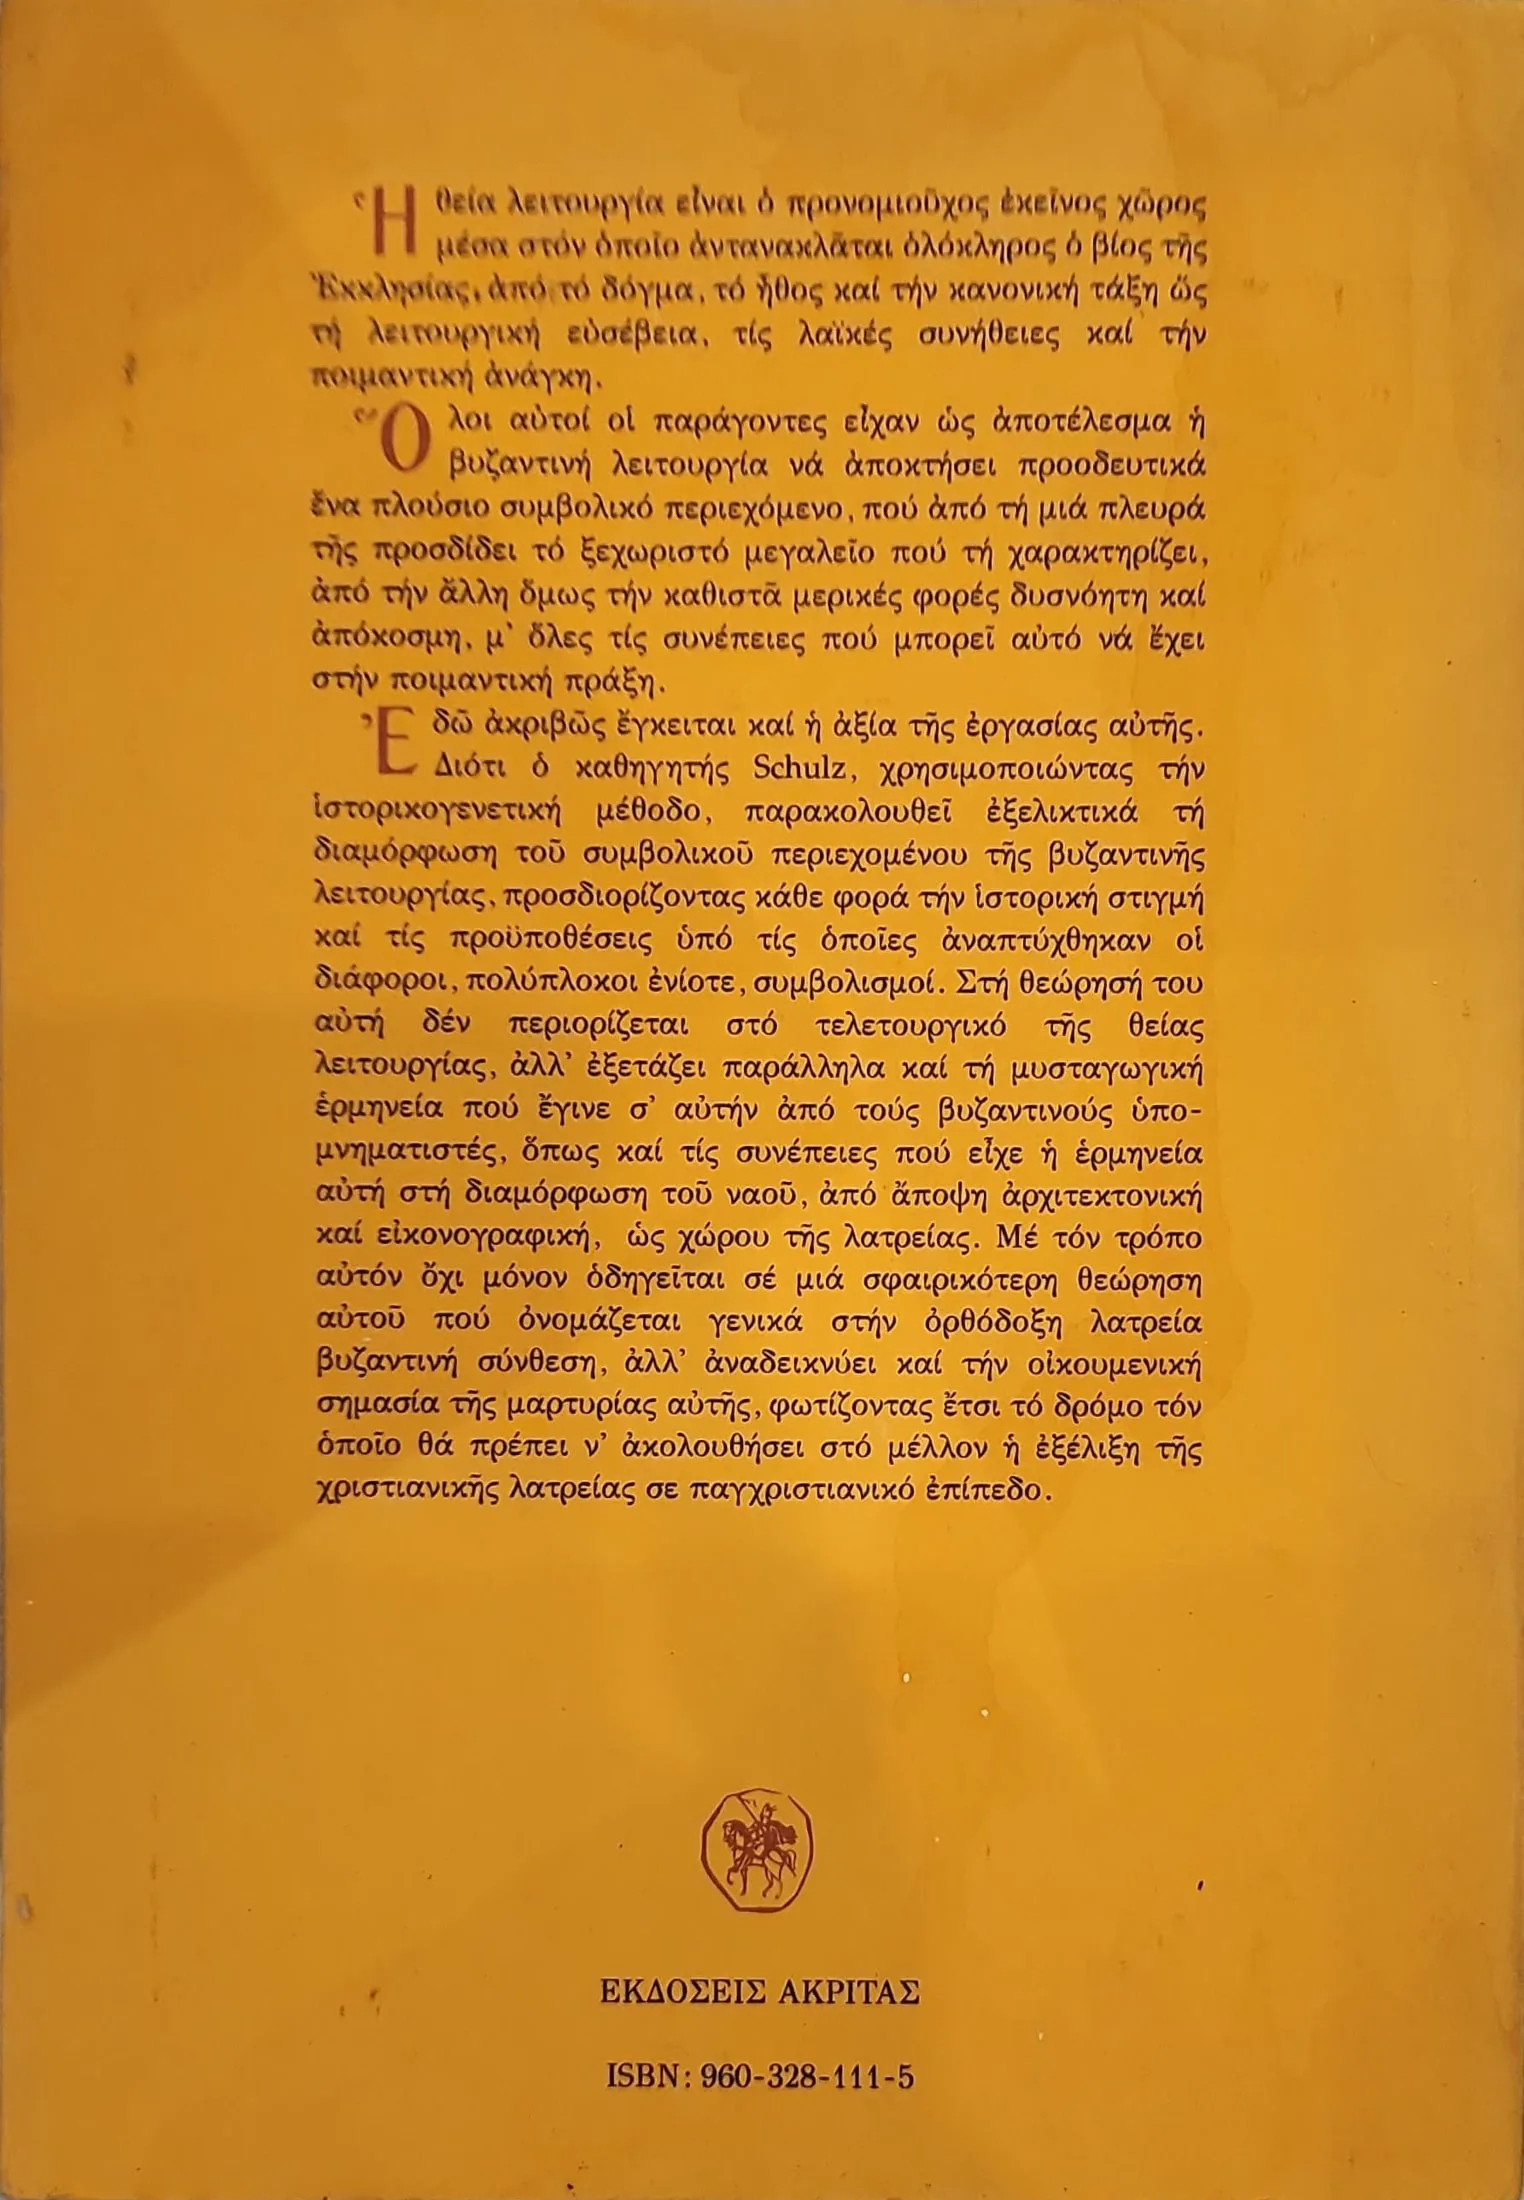 Ἡ θεία λειτουργία εἶναι ὁ προνομιοῦχος ἐκεῖνος χῶρος
μέσα στόν ὁποῖο ἀντανακλᾶται ὁλόκληρος ὁ βίος τῆς
Ἐκκλησίας, ἀπό τό δόγμα, τό ἦθος καί τήν κανονική τάξη ὥς
τή λειτουργική εὐσέβεια, τίς λαϊκές συνήθειες καί τήν
ποιμαντική ἀνάγκη.
Ὅλοι αὐτοί οἱ παράγοντες εἶχαν ὡς ἀποτέλεσμα ἡ
βυζαντινή λειτουργία νά ἀποκτήσει προοδευτικά
ἕνα πλούσιο συμβολικό περιεχόμενο, πού ἀπό τή μιά πλευρά
τῆς προσδίδει τό ξεχωριστό μεγαλεῖο πού τή χαρακτηρίζει,
ἀπό τήν ἄλλη ὅμως τήν καθιστᾶ μερικές φορές δυσνόητη καί
ἀπόκοσμη, μ' ὅλες τίς συνέπειες πού μπορεῖ αὐτό νά ἔχει
στήν ποιμαντική πράξη.
Ἐδῶ ἀκριβῶς ἔγκειται καί ἡ ἀξία τῆς ἐργασίας αὐτῆς.
Διότι ὁ καθηγητής Schulz, χρησιμοποιώντας τήν
ἱστορικογενετική μέθοδο, παρακολουθεῖ ἐξελικτικά τή
διαμόρφωση τοῦ συμβολικοῦ περιεχομένου τῆς βυζαντινῆς
λειτουργίας, προσδιορίζοντας κάθε φορά τήν ἱστορική στιγμή
καί τίς προϋποθέσεις ὑπό τίς ὁποῖες ἀναπτύχθηκαν οἱ
διάφοροι, πολύπλοκοι ἐνίοτε, συμβολισμοί. Στή θεώρησή του
αὐτή δέν περιορίζεται στό τελετουργικό τῆς θείας
λειτουργίας, ἀλλ' ἐξετάζει παράλληλα καί τή μυσταγωγική
ἑρμηνεία πού ἔγινε σ' αὐτήν ἀπό τούς βυζαντινούς ὑπο-
μνηματιστές, ὅπως καί τίς συνέπειες πού εἶχε ἡ ἑρμηνεία
αὐτή στή διαμόρφωση τοῦ ναοῦ, ἀπό ἄποψη ἀρχιτεκτονική
καί εἰκονογραφική, ὡς χώρου τῆς λατρείας. Μέ τόν τρόπο
αὐτόν ὄχι μόνον ὁδηγεῖται σέ μιά σφαιρικότερη θεώρηση
αὐτοῦ πού ὀνομάζεται γενικά στήν ὀρθόδοξη λατρεία
βυζαντινή σύνθεση, ἀλλ' ἀναδεικνύει καί τήν οἰκουμενική
σημασία τῆς μαρτυρίας αὐτῆς, φωτίζοντας ἔτσι τό δρόμο τόν
ὁποῖο θά πρέπει ν' ἀκολουθήσει στό μέλλον ἡ ἐξέλιξη τῆς
χριστιανικῆς λατρείας σε παγχριστιανικό ἐπίπεδο.
ΕΚΔΟΣΕΙΣ ΑΚΡΙΤΑΣ
ISBN: 960-328-111-5